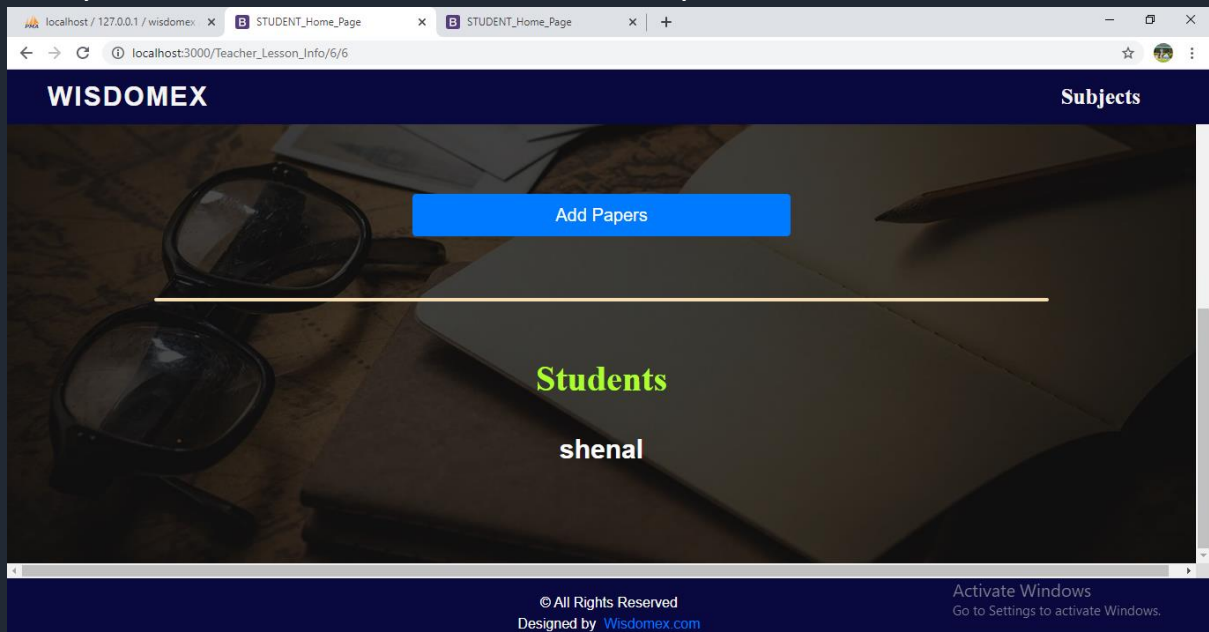 localhost / 127.0.0.1 / wisdomex
STUDENT_Home_Page
STUDENT_Home_Page
localhost:3000/Teacher_Lesson_Info/6/6
WISDOMEX
Subjects
Add Papers
Students
shenal
© All Rights Reserved
Designed by Wisdomex.com
Activate Windows
Go to Settings to activate Windows.